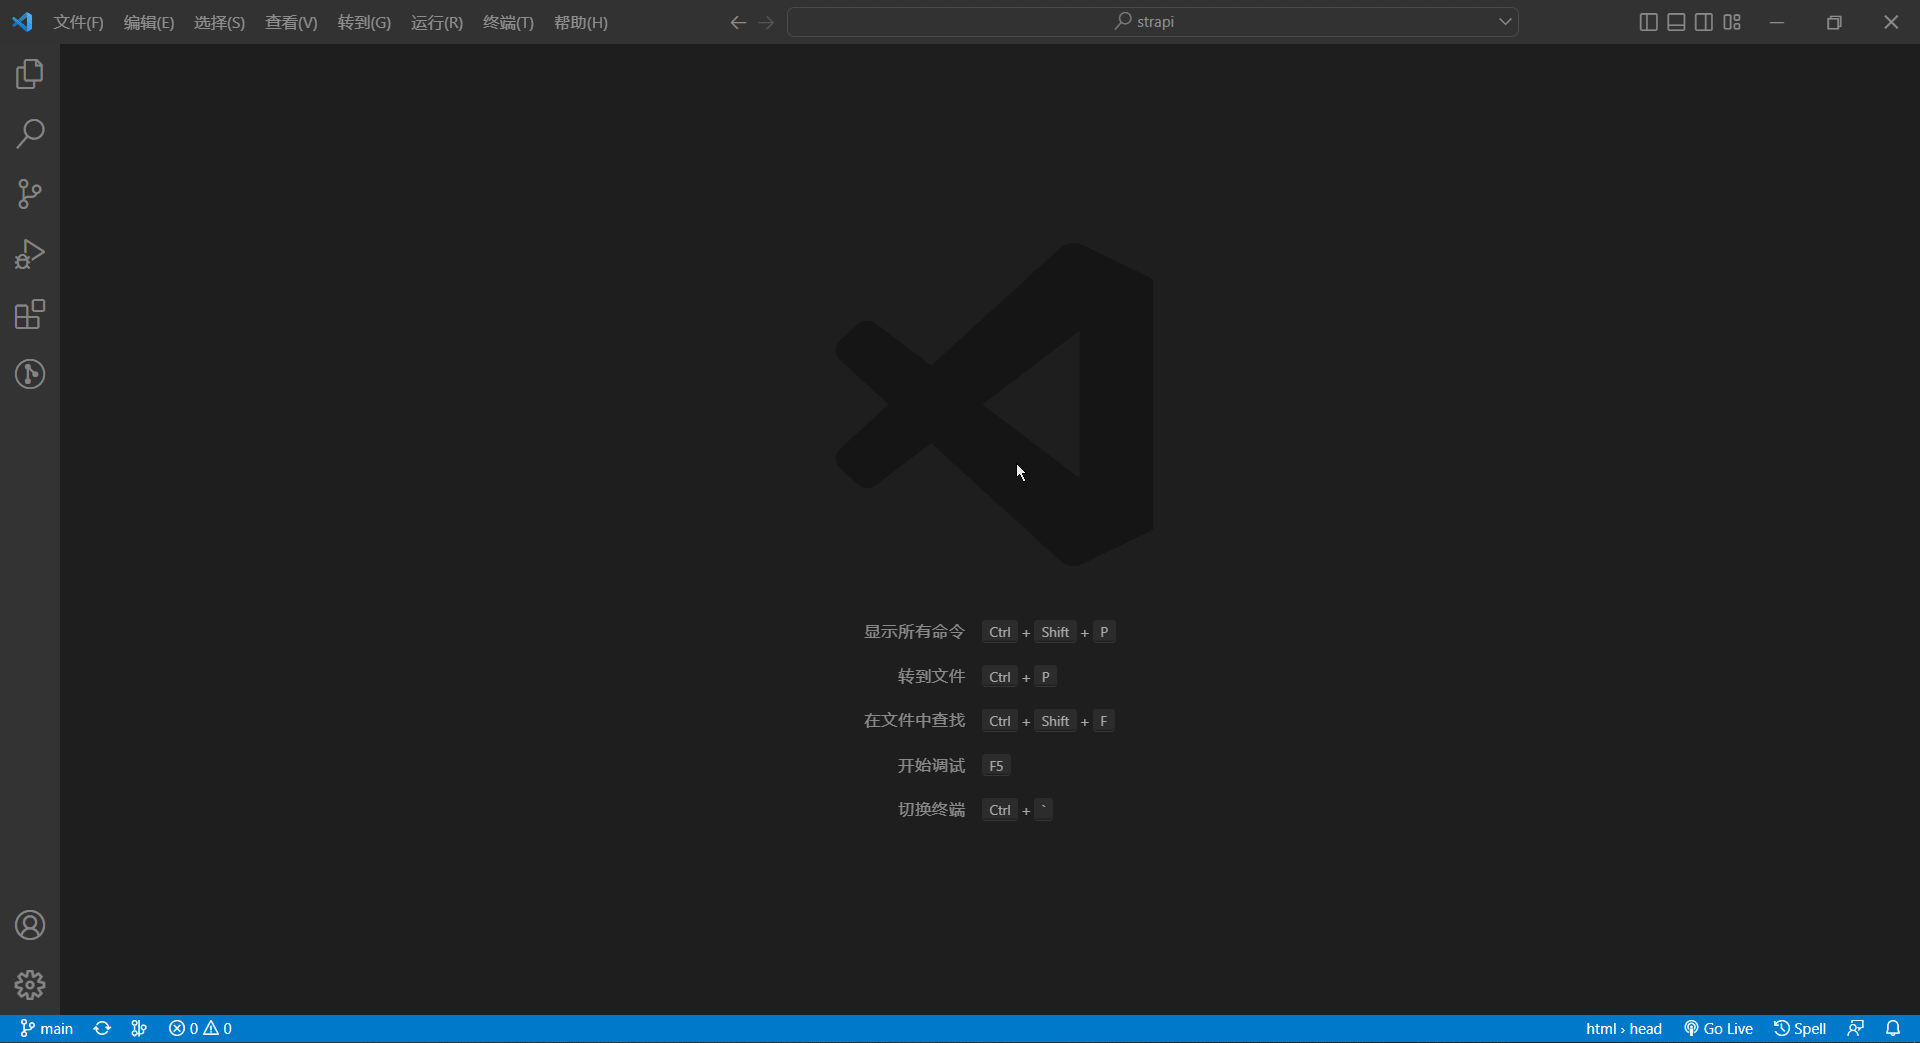 文件(F) 编辑(E) 选择(S) 查看(V) 转到(G) 运行(R) 终端(T) 帮助(H) strapi
显示所有命令 Ctrl + Shift + P
转到文件 Ctrl + P
在文件中查找 Ctrl + Shift + F
开始调试 F5
切换终端 Ctrl + `
main 0 0 html › head Go Live Spell